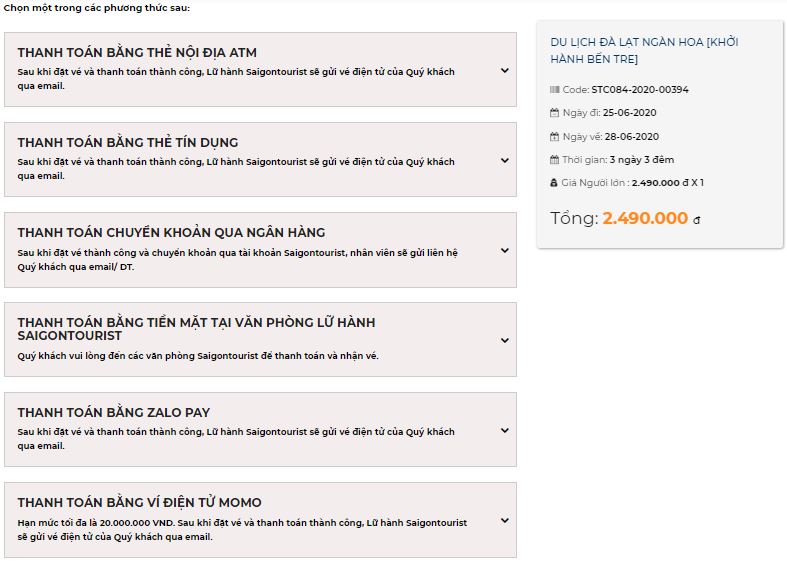 Chọn một trong các phương thức sau:
THANH TOÁN BẰNG THẺ NỘI ĐỊA ATM
Sau khi đặt vé và thanh toán thành công, Lữ hành Saigontourist sẽ gửi vé điện tử của Quý khách
qua email.
THANH TOÁN BẰNG THẺ TÍN DỤNG
Sau khi đặt vé và thanh toán thành công, Lữ hành Saigontourist sẽ gửi vé điện tử của Quý khách
qua email.
THANH TOÁN CHUYỂN KHOẢN QUA NGÂN HÀNG
Sau khi đặt vé thành công và chuyển khoản qua tài khoản Saigontourist, nhân viên sẽ gửi liên hệ
Quý khách qua email/ DT.
THANH TOÁN BẰNG TIỀN MẶT TẠI VĂN PHÒNG LỮ HÀNH
SAIGONTOURIST
Quý khách vui lòng đến các văn phòng Saigontourist để thanh toán và nhận vé.
THANH TOÁN BẰNG ZALO PAY
Sau khi đặt vé và thanh toán thành công, Lữ hành Saigontourist sẽ gửi vé điện tử của Quý khách
qua email.
THANH TOÁN BẰNG VÍ ĐIỆN TỬ MOMO
Hạn mức tối đa là 20.000.000 VND. Sau khi đặt vé và thanh toán thành công, Lữ hành Saigontourist
sẽ gửi vé điện tử của Quý khách qua email.
DU LỊCH ĐÀ LẠT NGÀN HOA [KHỞI
HÀNH BẾN TRE]
Code: STC084-2020-00394
Ngày đi: 25-06-2020
Ngày về: 28-06-2020
Thời gian: 3 ngày 3 đêm
Giá Người lớn : 2.490.000 đ X 1
Tổng: 2.490.000 đ